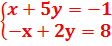 x + 5y = −1
−x + 2y = 8